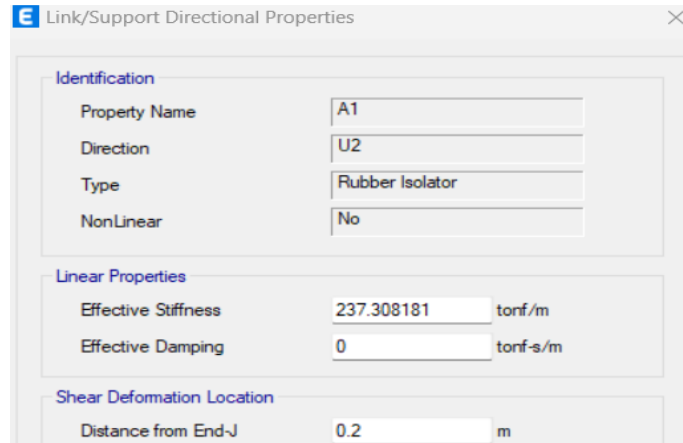 E Link/Support Directional Properties
Identification
Property Name A1
Direction U2
Type Rubber Isolator
NonLinear No
Linear Properties
Effective Stiffness 237.308181 tonf/m
Effective Damping 0 tonf-s/m
Shear Deformation Location
Distance from End-J 0.2 m